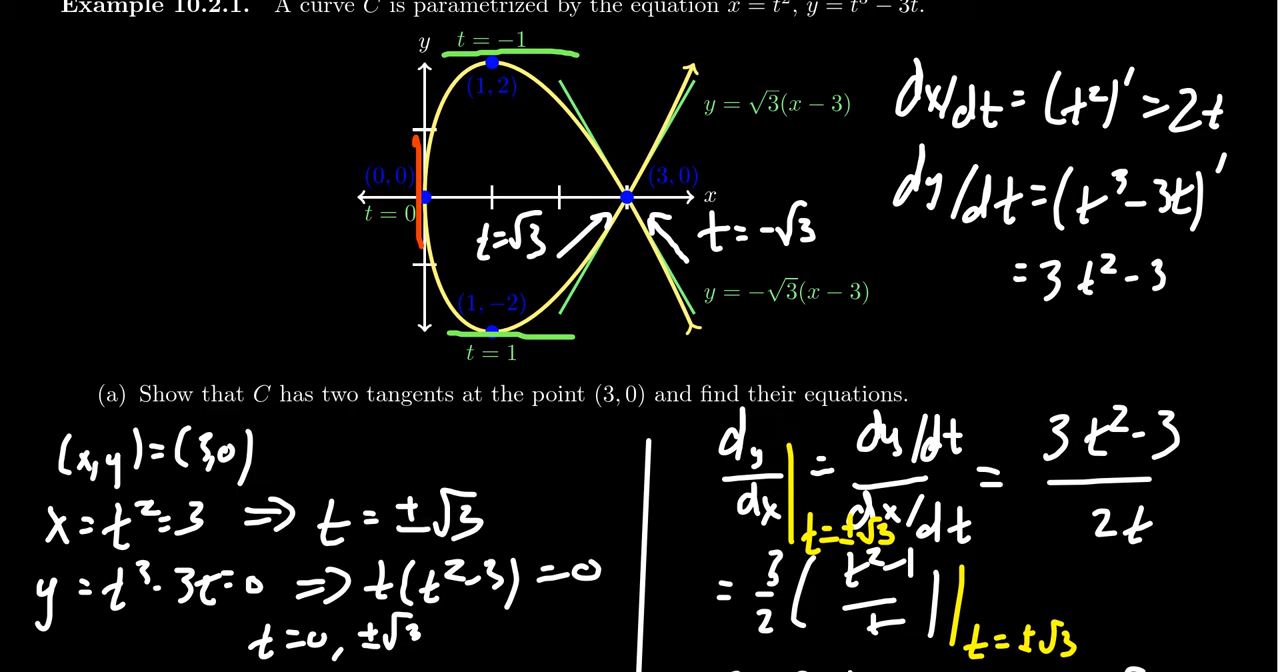 Example 10.2.1. A curve C is parametrized by the equation x = t², y = t³ − 3t.
y
t = −1
(1, 2)
y = √3(x − 3)
(0, 0)
(3, 0)
x
t = 0
t = √3
t = −√3
(1, −2)
y = −√3(x − 3)
t = 1
dx/dt = (t²)' = 2t
dy/dt = (t³ − 3t)'
= 3t² − 3
(a) Show that C has two tangents at the point (3, 0) and find their equations.
(x, y) = (3, 0)
x = t² = 3 ⇒ t = ±√3
y = t³ − 3t = 0 ⇒ t(t² − 3) = 0
t = 0, ±√3
dy/dx |t = ±√3 = (dy/dt)/(dx/dt) = (3t² − 3)/(2t)
= 3/2 ((t² − 1)/t) |t = ±√3